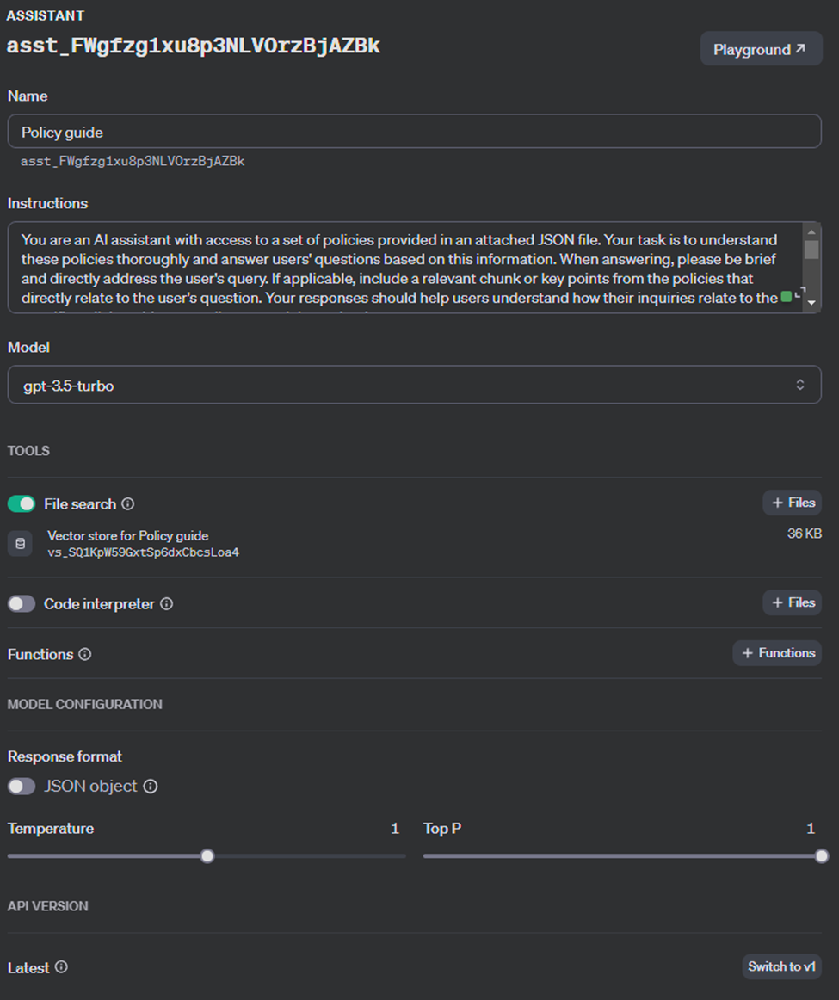 ASSISTANT
asst_FWgfzg1xu8p3NLVOrzBjAZBk
Playground
Name
Policy guide
asst_FWgfzg1xu8p3NLVOrzBjAZBk
Instructions
You are an AI assistant with access to a set of policies provided in an attached JSON file. Your task is to understand
these policies thoroughly and answer users' questions based on this information. When answering, please be brief
and directly address the user's query. If applicable, include a relevant chunk or key points from the policies that
directly relate to the user's question. Your responses should help users understand how their inquiries relate to the
Model
gpt-3.5-turbo
TOOLS
File search
+ Files
Vector store for Policy guide
36 KB
vs_SQ1KpW59GxtSp6dxCbcsLoa4
Code interpreter
+ Files
Functions
+ Functions
MODEL CONFIGURATION
Response format
JSON object
Temperature 1
Top P 1
API VERSION
Latest
Switch to v1